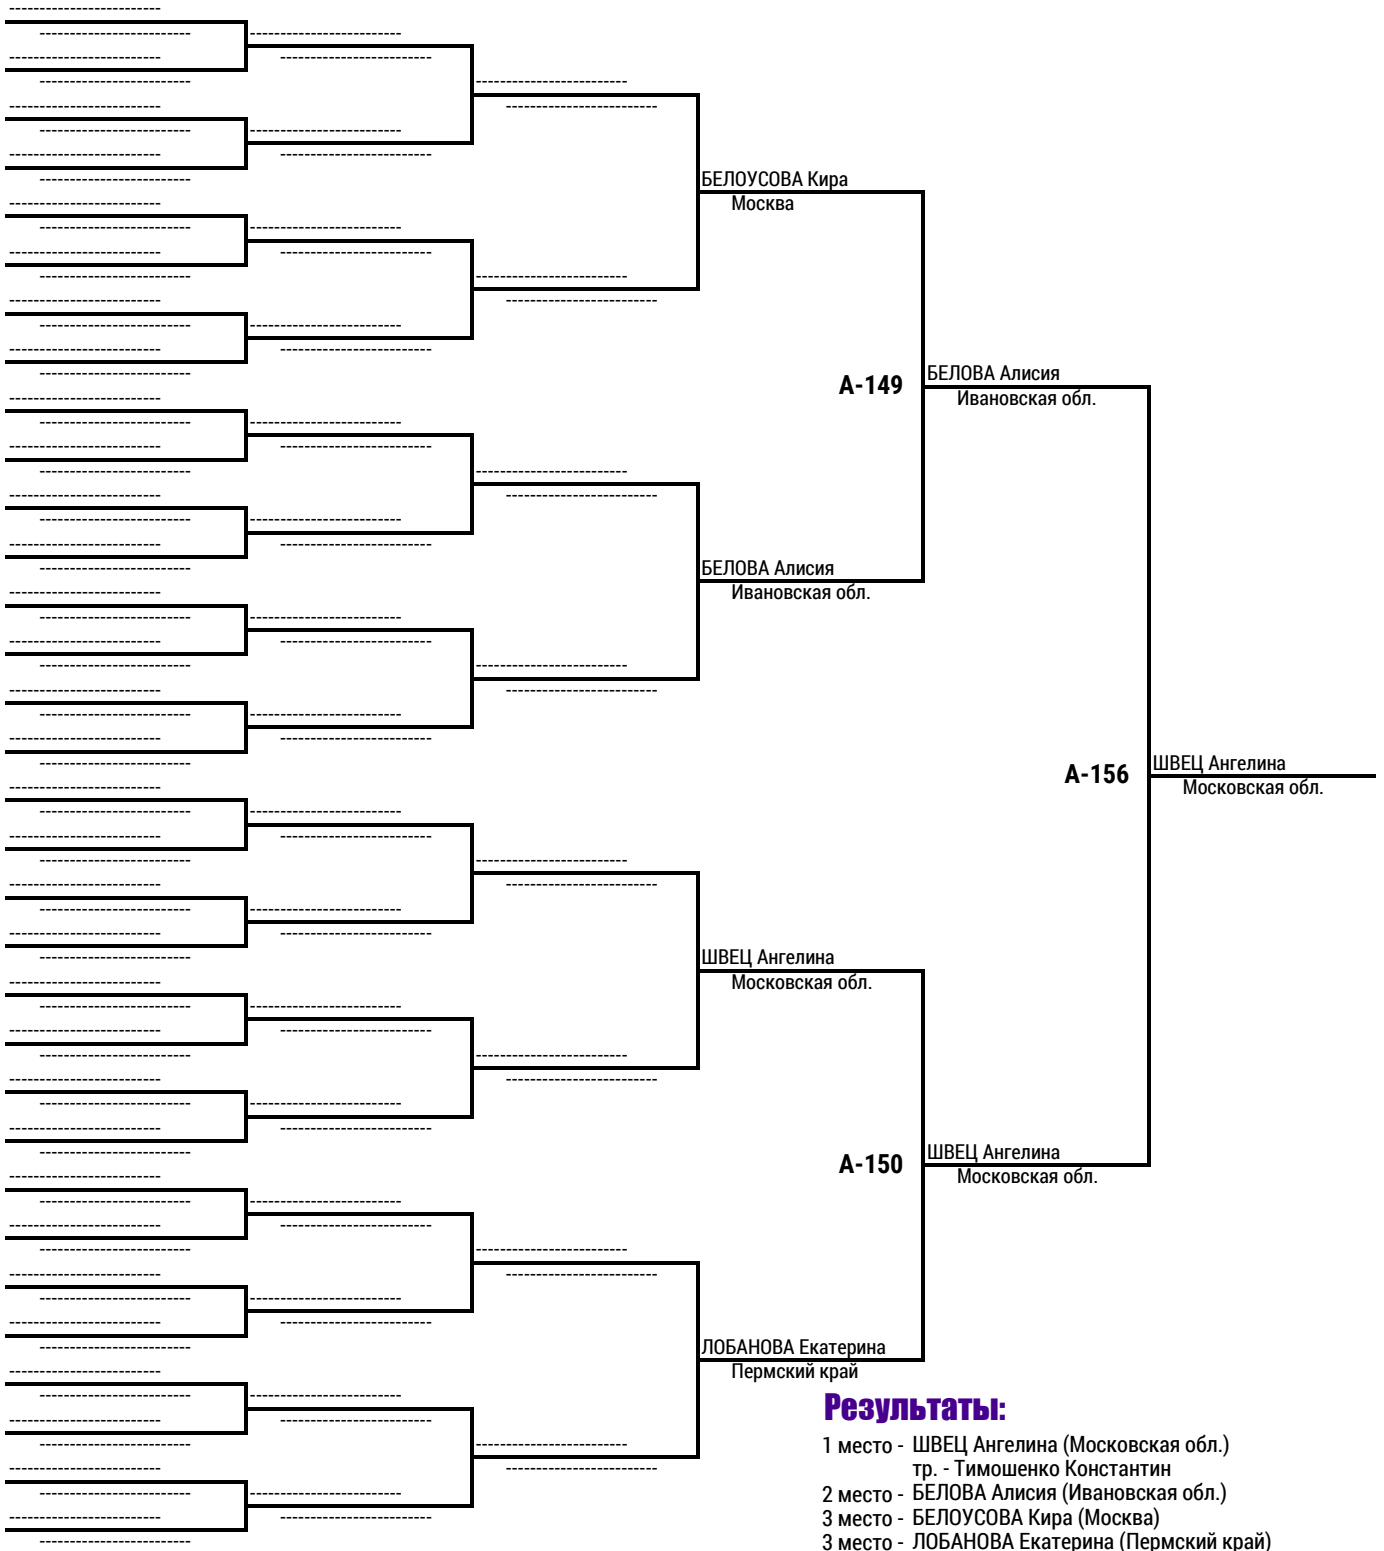 БЕЛОУСОВА Кира
Москва
А-149
БЕЛОВА Алисия
Ивановская обл.
БЕЛОВА Алисия
Ивановская обл.
А-156
ШВЕЦ Ангелина
Московская обл.
ШВЕЦ Ангелина
Московская обл.
А-150
ШВЕЦ Ангелина
Московская обл.
ЛОБАНОВА Екатерина
Пермский край
Результаты:
1 место - ШВЕЦ Ангелина (Московская обл.)
тр. - Тимошенко Константин
2 место - БЕЛОВА Алисия (Ивановская обл.)
3 место - БЕЛОУСОВА Кира (Москва)
3 место - ЛОБАНОВА Екатерина (Пермский край)